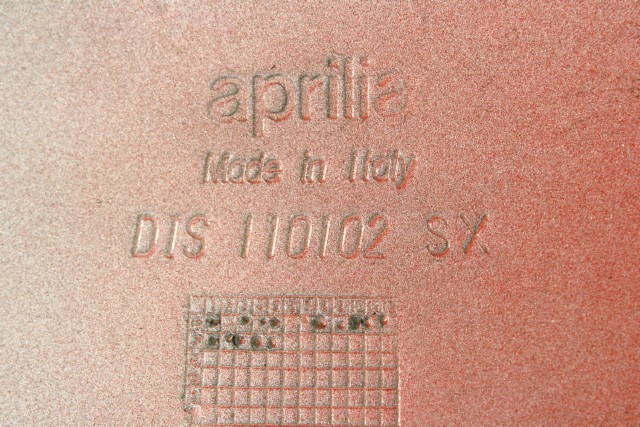 aprilia
Made in Italy
DIS 110102 SX